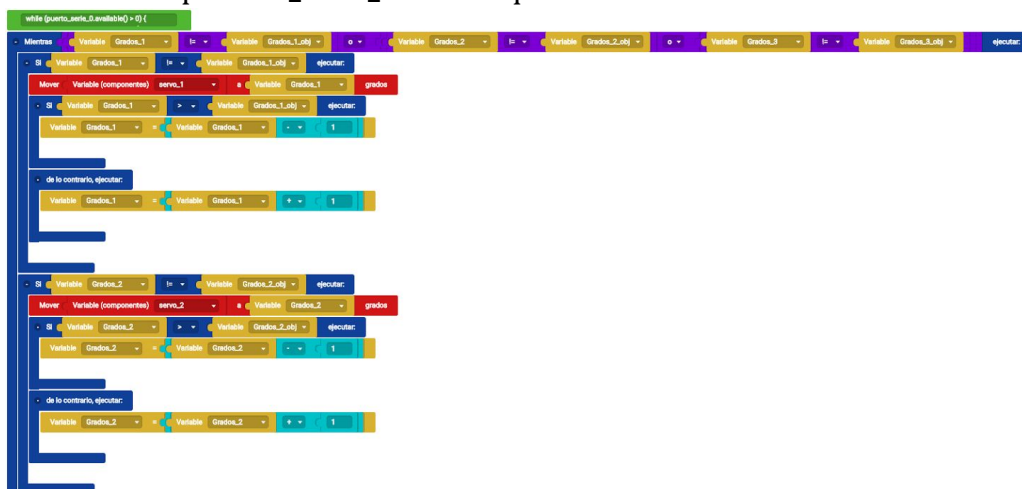 while (puerto_serie_0.available() > 0) {
Mientras Variable Grados_1 != Variable Grados_1_obj o Variable Grados_2 != Variable Grados_2_obj o Variable Grados_3 != Variable Grados_3_obj ejecutar:
Si Variable Grados_1 != Variable Grados_1_obj ejecutar:
Mover Variable (componentes) servo_1 a Variable Grados_1 grados
Si Variable Grados_1 > Variable Grados_1_obj ejecutar:
Variable Grados_1 = Variable Grados_1 - 1
de lo contrario, ejecutar:
Variable Grados_1 = Variable Grados_1 + 1
Si Variable Grados_2 != Variable Grados_2_obj ejecutar:
Mover Variable (componentes) servo_2 a Variable Grados_2 grados
Si Variable Grados_2 > Variable Grados_2_obj ejecutar:
Variable Grados_2 = Variable Grados_2 - 1
de lo contrario, ejecutar:
Variable Grados_2 = Variable Grados_2 + 1